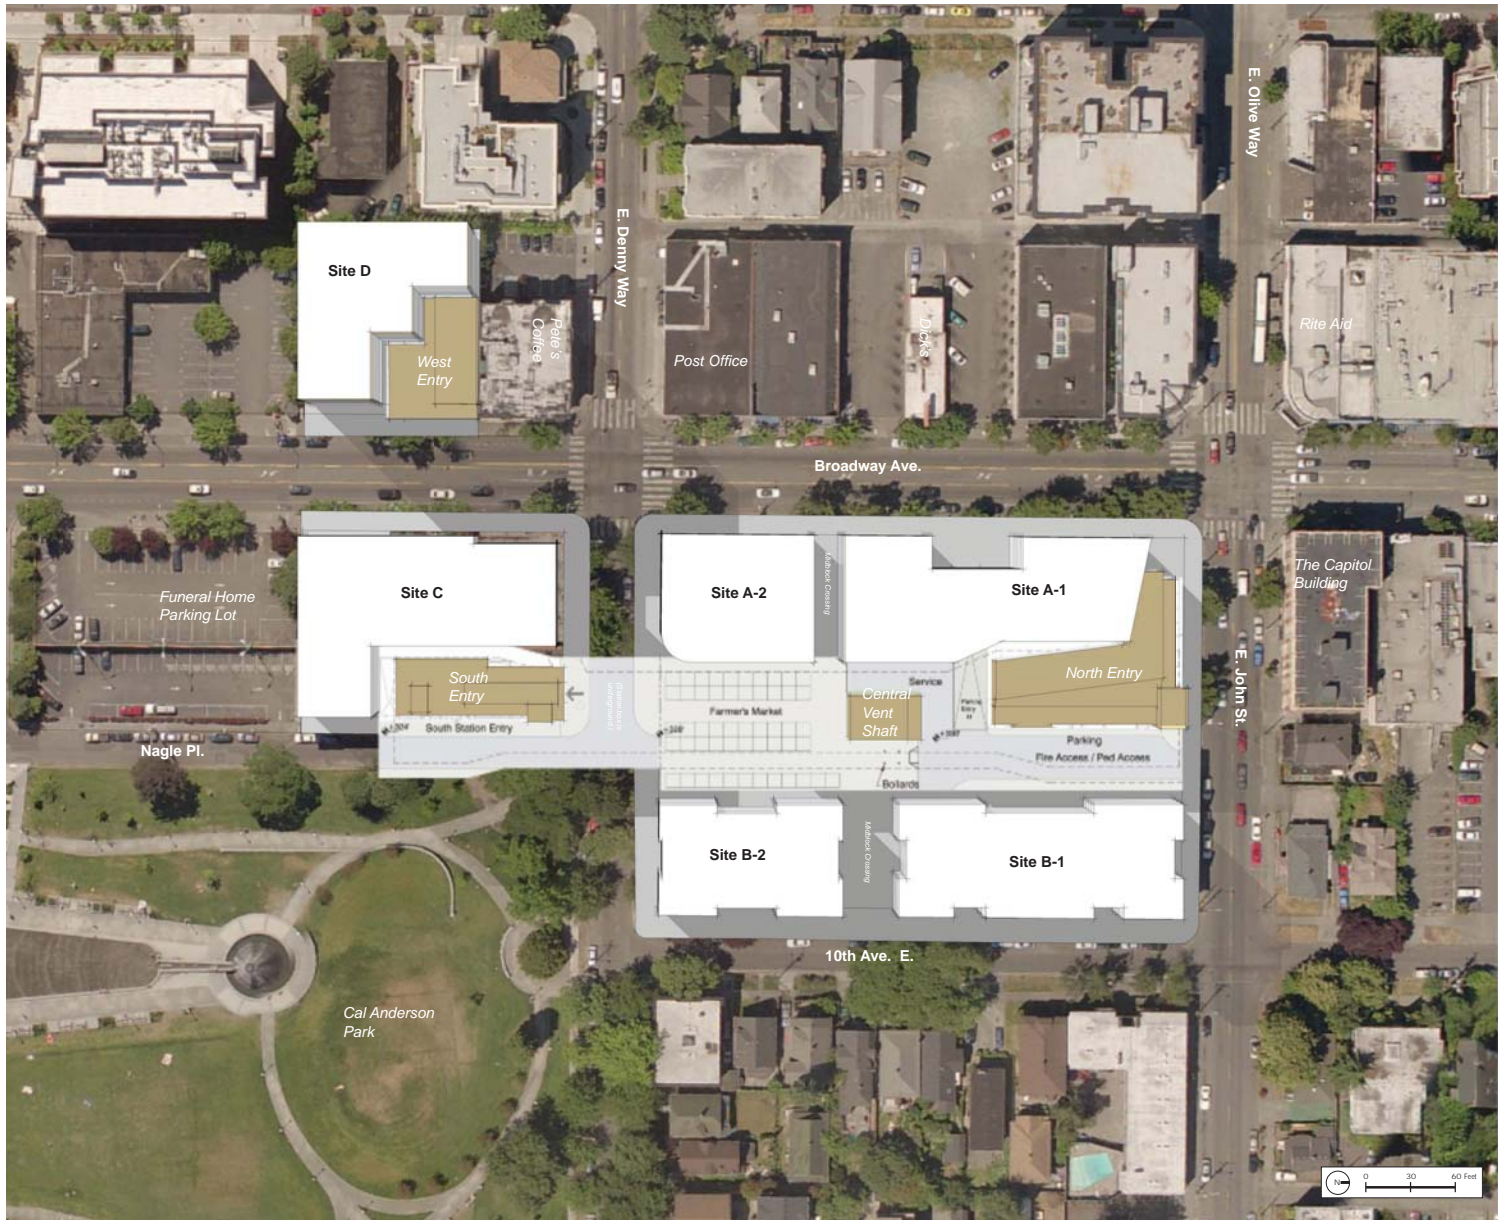 E. Olive Way
E. Denny Way
Site D
Pete's
Coffee
Dick's
Rite Aid
West
Entry
Post Office
Broadway Ave.
Midblock Crossing
The Capitol
Building
Funeral Home
Parking Lot
Site C
Site A-2
Site A-1
E. John St.
South
Entry
North Entry
Service
Central
Vent
Shaft
Parking
Entry
Farmer's Market
South Station Entry
Nagle Pl.
Parking
Fire Access / Ped Access
Bollards
Midblock Crossing
Site B-2
Site B-1
10th Ave. E.
Cal Anderson
Park
N
0 30 60 Feet